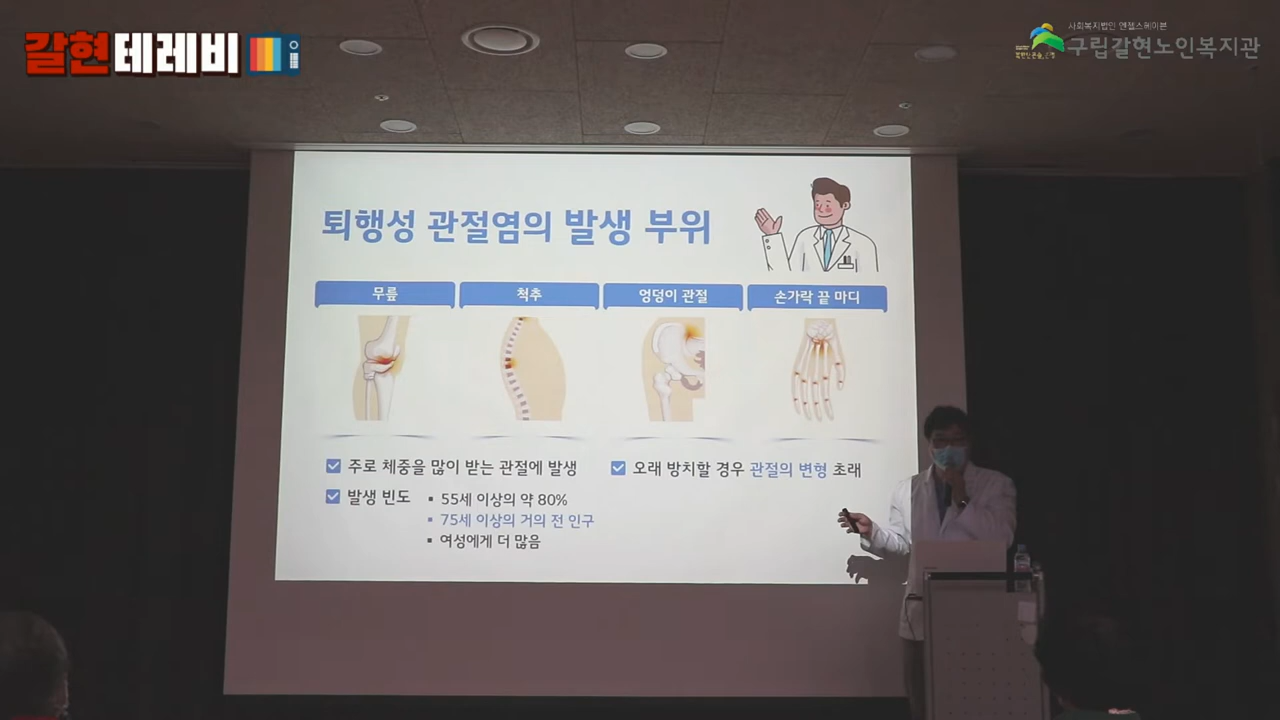 갈현테레비
사회복지법인 엔젤스헤이븐
구립갈현노인복지관
퇴행성 관절염의 발생 부위
무릎
척추
엉덩이 관절
손가락 끝 마디
주로 체중을 많이 받는 관절에 발생
오래 방치할 경우 관절의 변형 초래
발생 빈도
55세 이상의 약 80%
75세 이상의 거의 전 인구
여성에게 더 많음